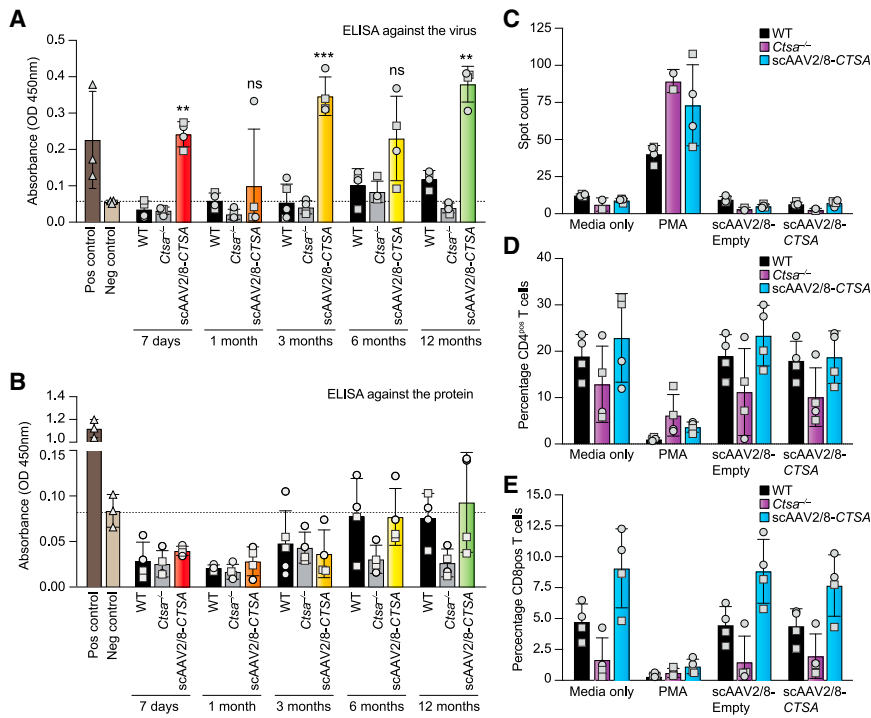 A
ELISA against the virus
Absorbance (OD 450nm)
0.5
0.4
0.3
0.2
0.1
0.0
**
ns
***
ns
**
Pos control
Neg control
WT
Ctsa–/–
scAAV2/8-CTSA
WT
Ctsa–/–
scAAV2/8-CTSA
WT
Ctsa–/–
scAAV2/8-CTSA
WT
Ctsa–/–
scAAV2/8-CTSA
WT
Ctsa–/–
scAAV2/8-CTSA
7 days
1 month
3 months
6 months
12 months
B
ELISA against the protein
Absorbance (OD 450nm)
1.2
1.1
1.0
0.15
0.10
0.05
0.00
Pos control
Neg control
WT
Ctsa–/–
scAAV2/8-CTSA
WT
Ctsa–/–
scAAV2/8-CTSA
WT
Ctsa–/–
scAAV2/8-CTSA
WT
Ctsa–/–
scAAV2/8-CTSA
WT
Ctsa–/–
scAAV2/8-CTSA
7 days
1 month
3 months
6 months
12 months
C
WT
Ctsa–/–
scAAV2/8-CTSA
Spot count
125
100
75
50
25
0
Media only
PMA
scAAV2/8-
Empty
scAAV2/8-
CTSA
D
WT
Ctsa–/–
scAAV2/8-CTSA
Percentage CD4pos T cells
40
30
20
10
0
Media only
PMA
scAAV2/8-
Empty
scAAV2/8-
CTSA
E
WT
Ctsa–/–
scAAV2/8-CTSA
Percecntage CD8pos T cells
15.0
12.5
10.0
7.5
5.0
2.5
0.0
Media only
PMA
scAAV2/8-
Empty
scAAV2/8-
CTSA